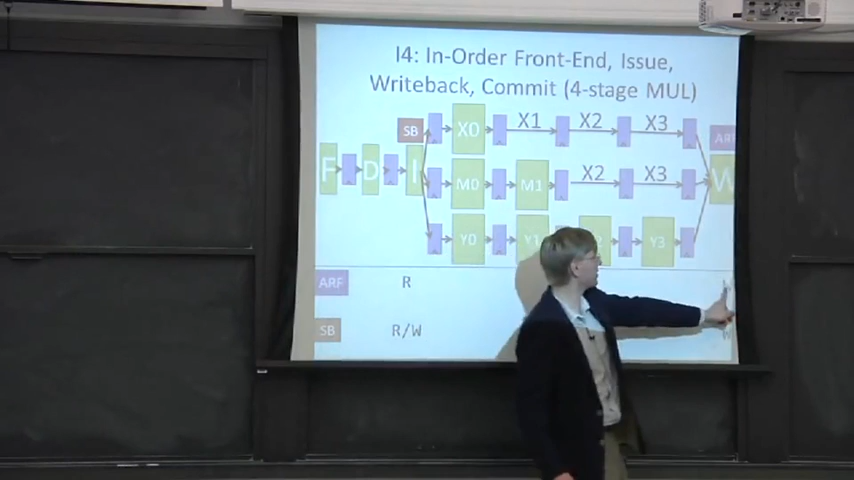 I4: In-Order Front-End, Issue,
Writeback, Commit (4-stage MUL)
SB X0 X1 X2 X3 ARF
F D I M0 M1 X2 X3 W
Y0 Y1 Y3
ARF R
SB R/W